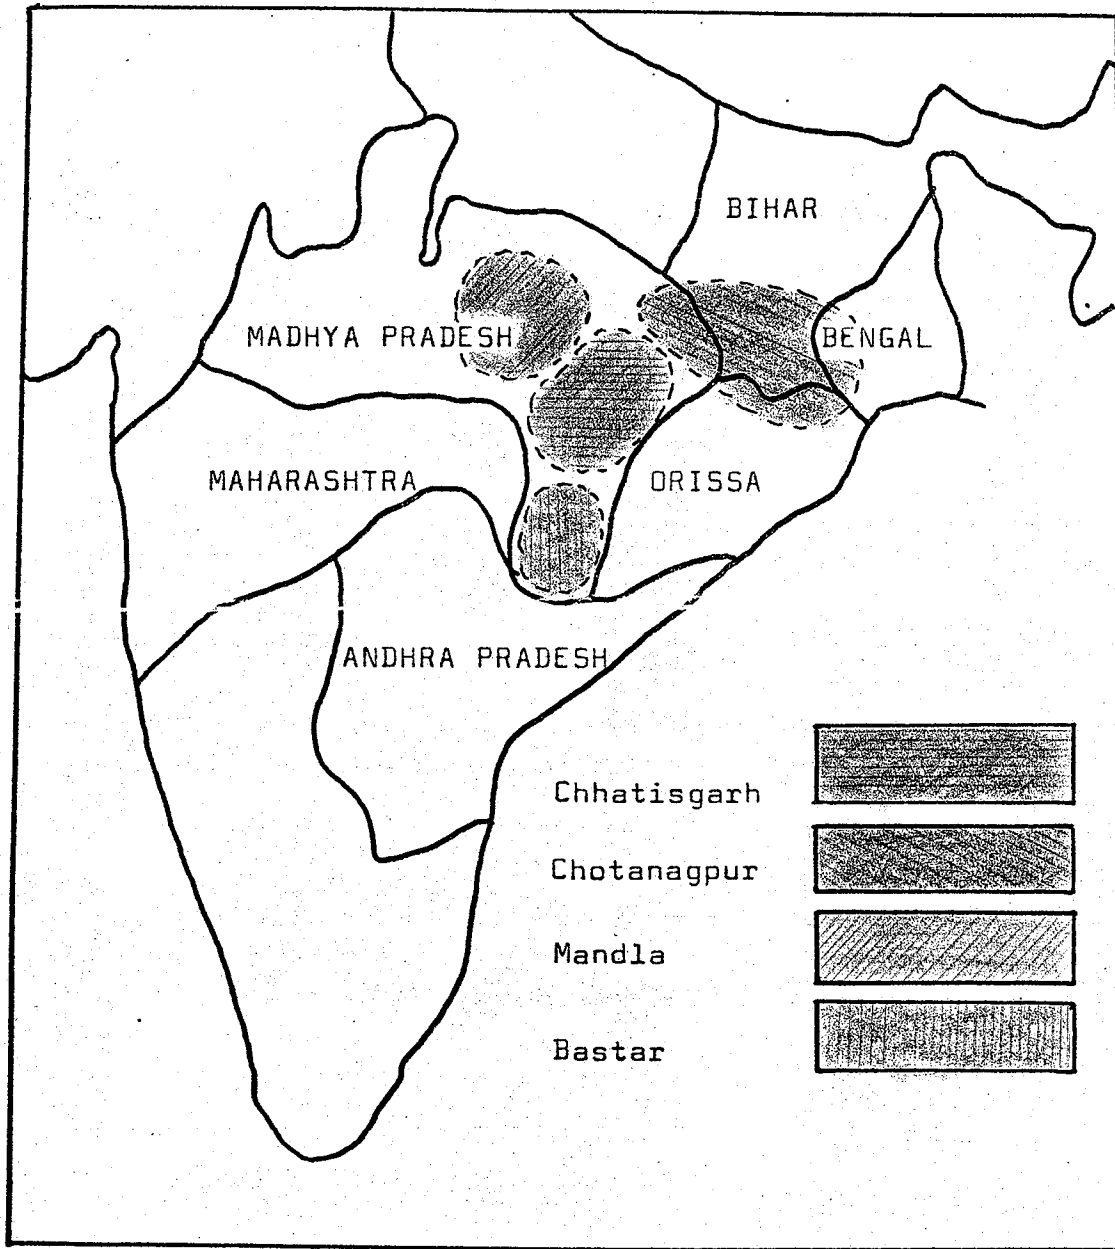 BIHAR
MADHYA PRADESH
BENGAL
MAHARASHTRA
ORISSA
ANDHRA PRADESH
Chhatisgarh
Chotanagpur
Mandla
Bastar